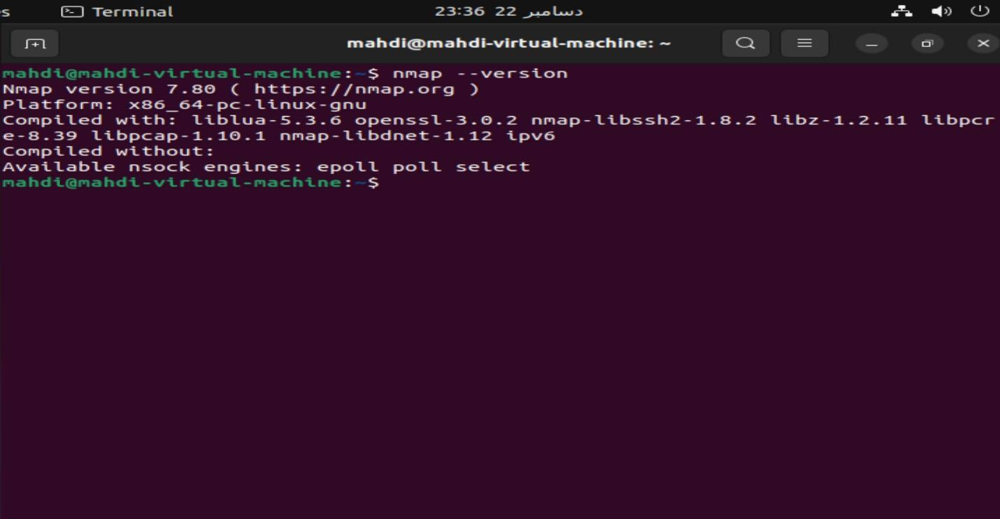 Terminal
23:36 22 دسامبر
mahdi@mahdi-virtual-machine: ~
mahdi@mahdi-virtual-machine:~$ nmap --version
Nmap version 7.80 ( https://nmap.org )
Platform: x86_64-pc-linux-gnu
Compiled with: liblua-5.3.6 openssl-3.0.2 nmap-libssh2-1.8.2 libz-1.2.11 libpcr
e-8.39 libpcap-1.10.1 nmap-libdnet-1.12 ipv6
Compiled without:
Available nsock engines: epoll poll select
mahdi@mahdi-virtual-machine:~$